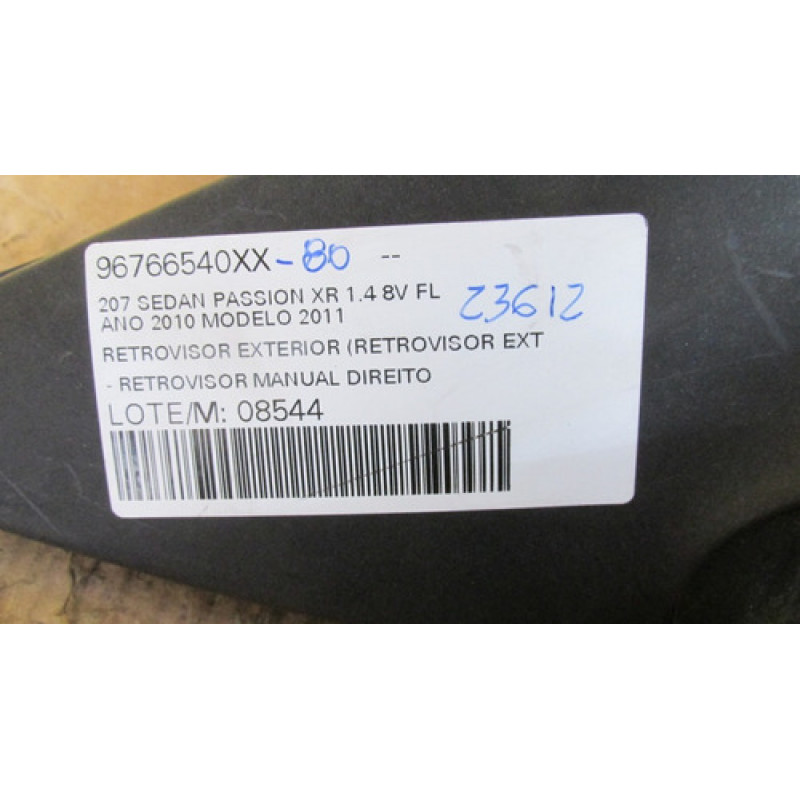 96766540XX-80 --
207 SEDAN PASSION XR 1.4 8V FL 23612
ANO 2010 MODELO 2011
RETROVISOR EXTERIOR (RETROVISOR EXT
- RETROVISOR MANUAL DIREITO
LOTE/M: 08544